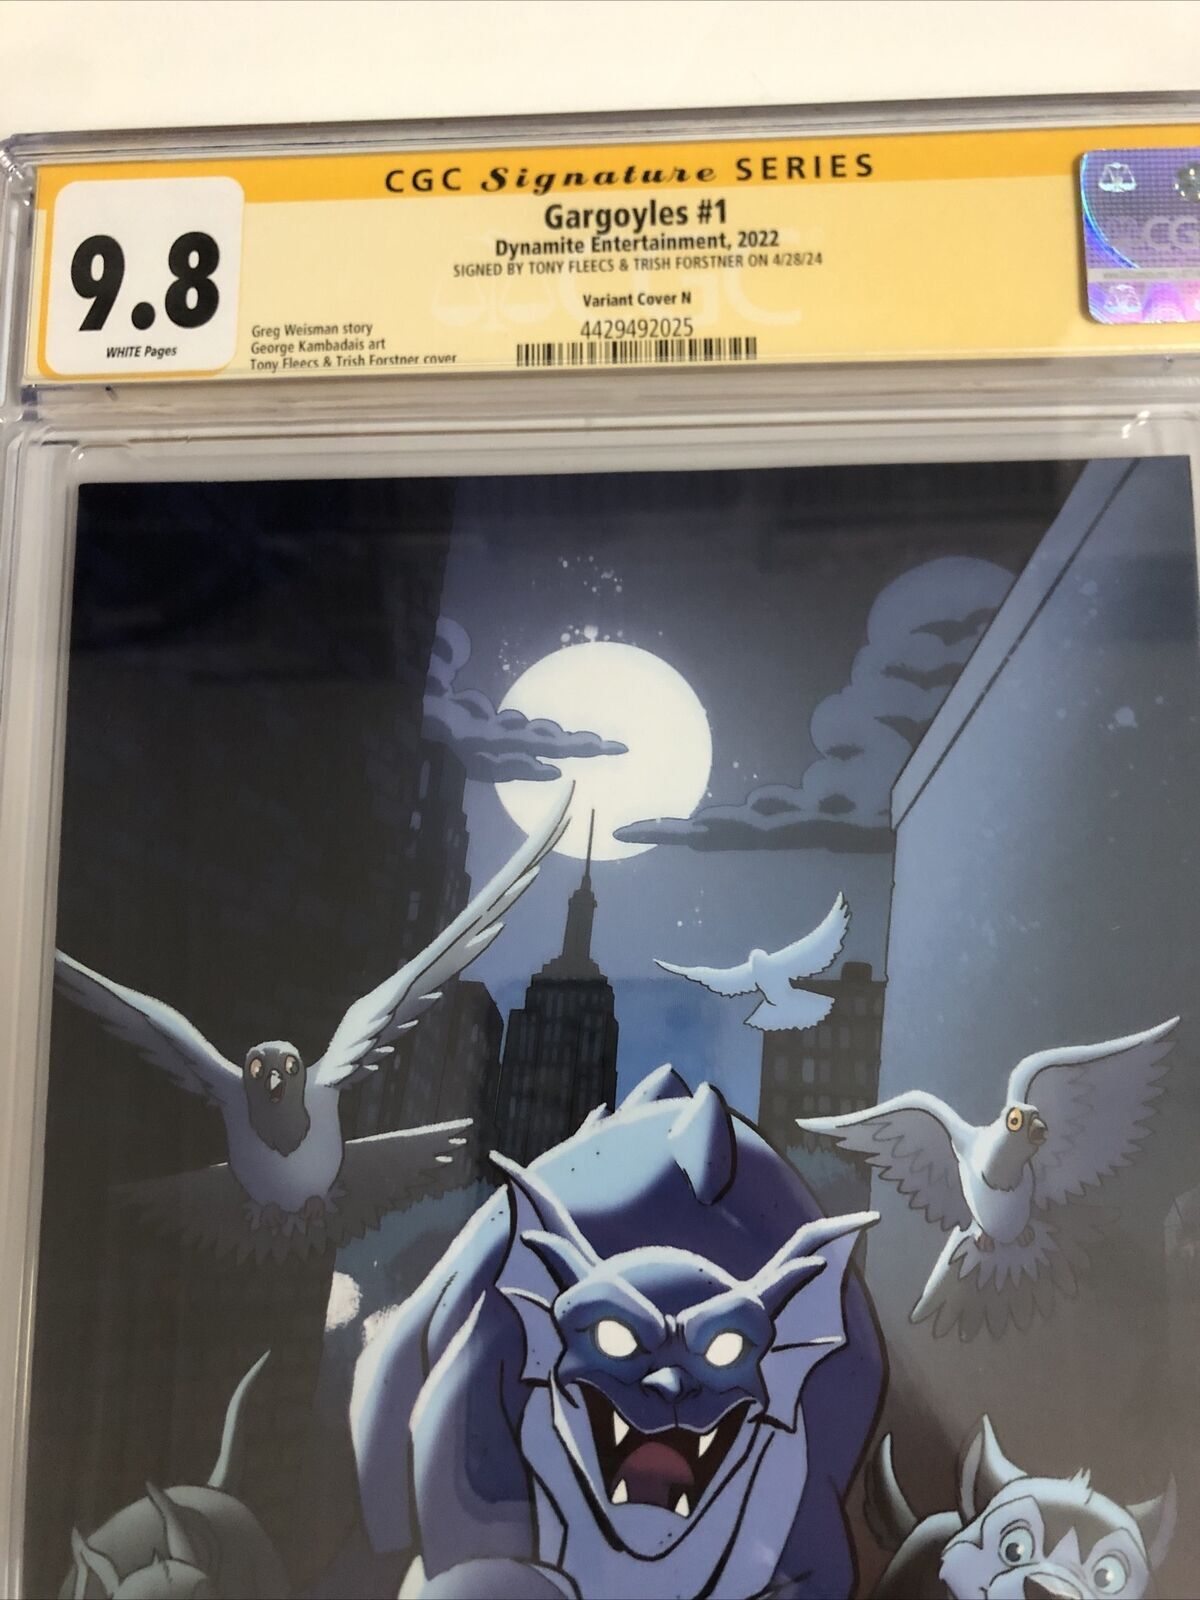 CGC Signature SERIES
9.8
WHITE Pages
Gargoyles #1
Dynamite Entertainment, 2022
SIGNED BY TONY FLEECS & TRISH FORSTNER ON 4/28/24
Variant Cover N
4429492025
Greg Weisman story
George Kambadais art
Tony Fleecs & Trish Forstner cover
CGC